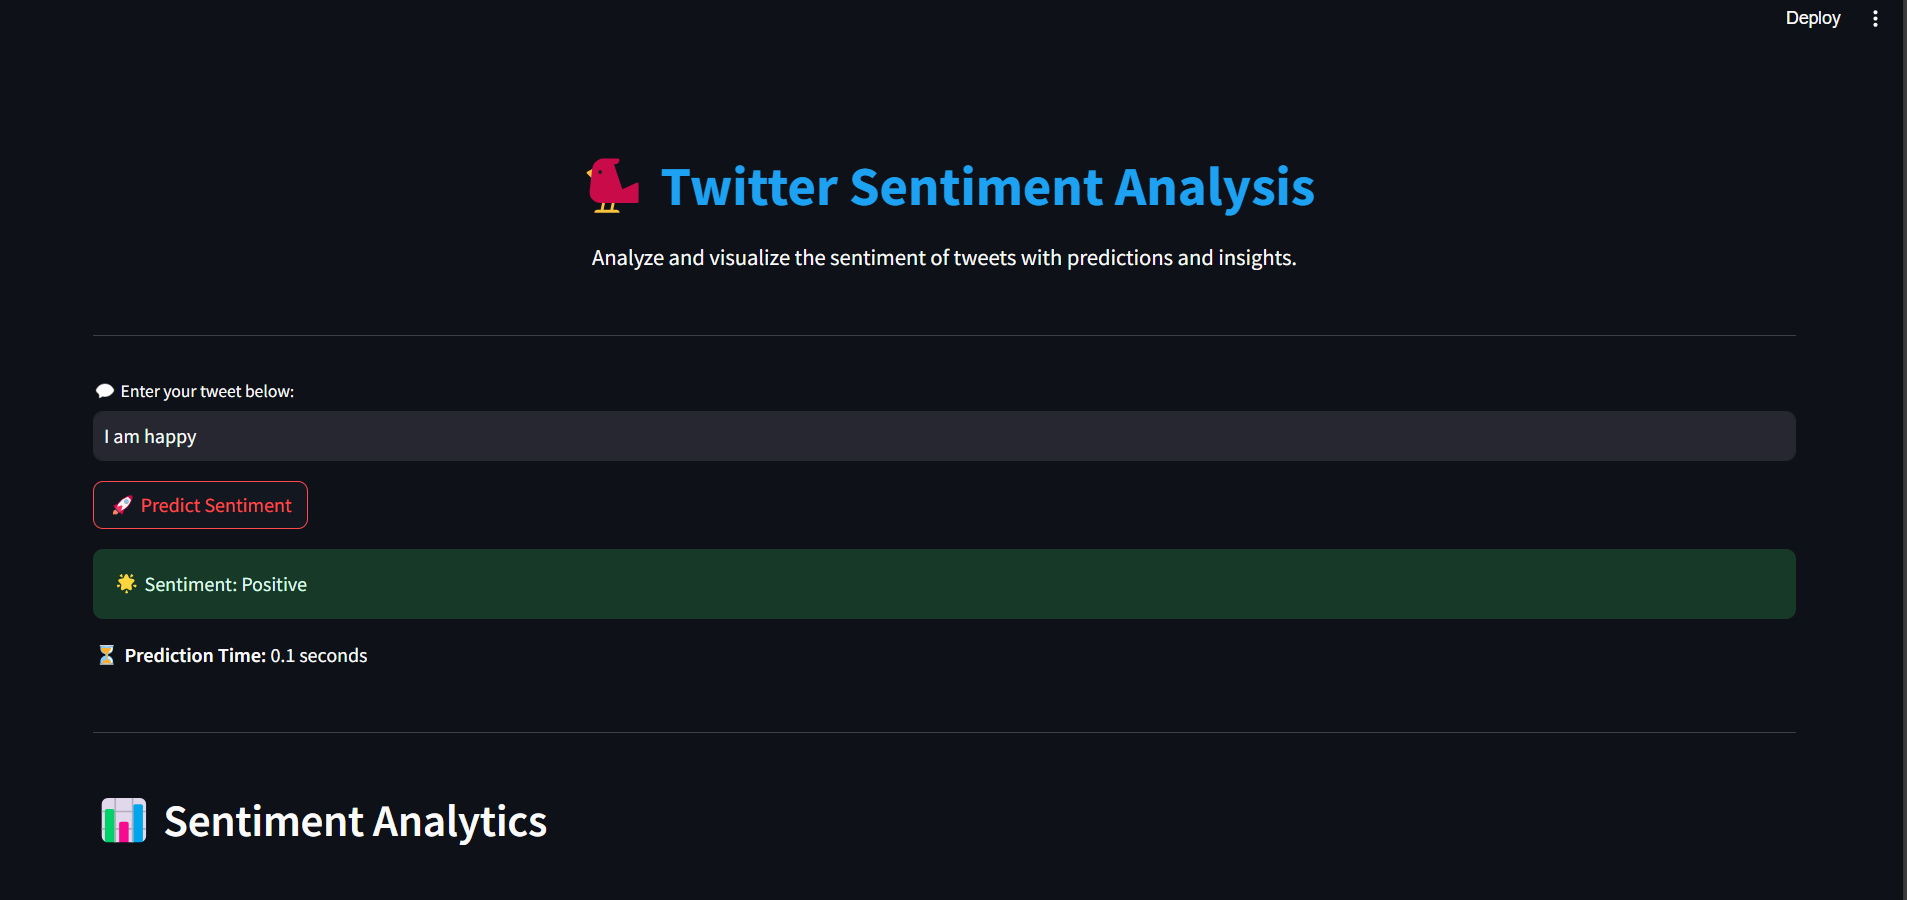 Deploy
Twitter Sentiment Analysis
Analyze and visualize the sentiment of tweets with predictions and insights.
Enter your tweet below:
I am happy
Predict Sentiment
Sentiment: Positive
Prediction Time: 0.1 seconds
Sentiment Analytics